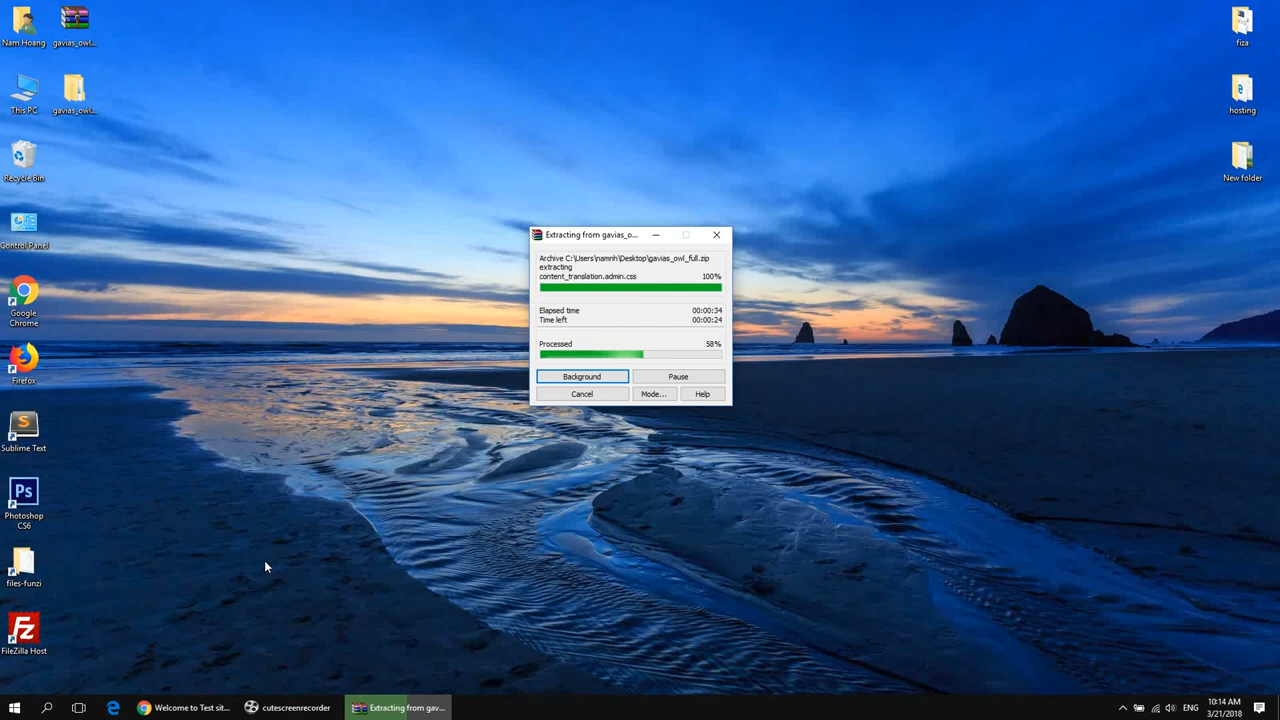 Nam Hoang
gavias_owl...
This PC
gavias_owl...
Recycle Bin
Control Panel
Google
Chrome
Firefox
Sublime Text
Ps
Photoshop
CS6
files-funzi
Fz
FileZilla Host
fiza
hosting
New folder
Extracting from gavias_o...
Archive C:\Users\namnh\Desktop\gavias_owl_full.zip
extracting
content_translation.admin.css 100%
Elapsed time 00:00:34
Time left 00:00:24
Processed 58%
Background Pause
Cancel Mode... Help
Welcome to Test sit...
cutescreenrecorder
Extracting from gav...
ENG
10:14 AM
3/21/2018